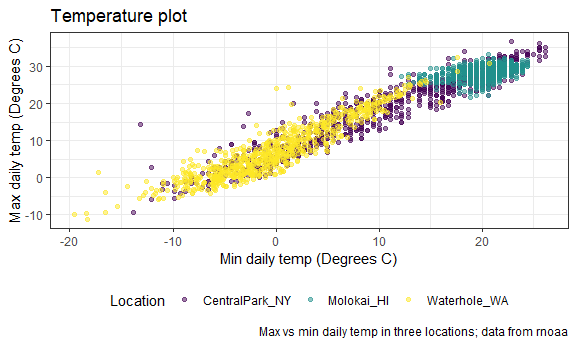 Temperature plot
Max daily temp (Degrees C)
30
20
10
0
-10
-20 -10 0 10 20
Min daily temp (Degrees C)
Location CentralPark_NY Molokai_HI Waterhole_WA
Max vs min daily temp in three locations; data from rnoaa